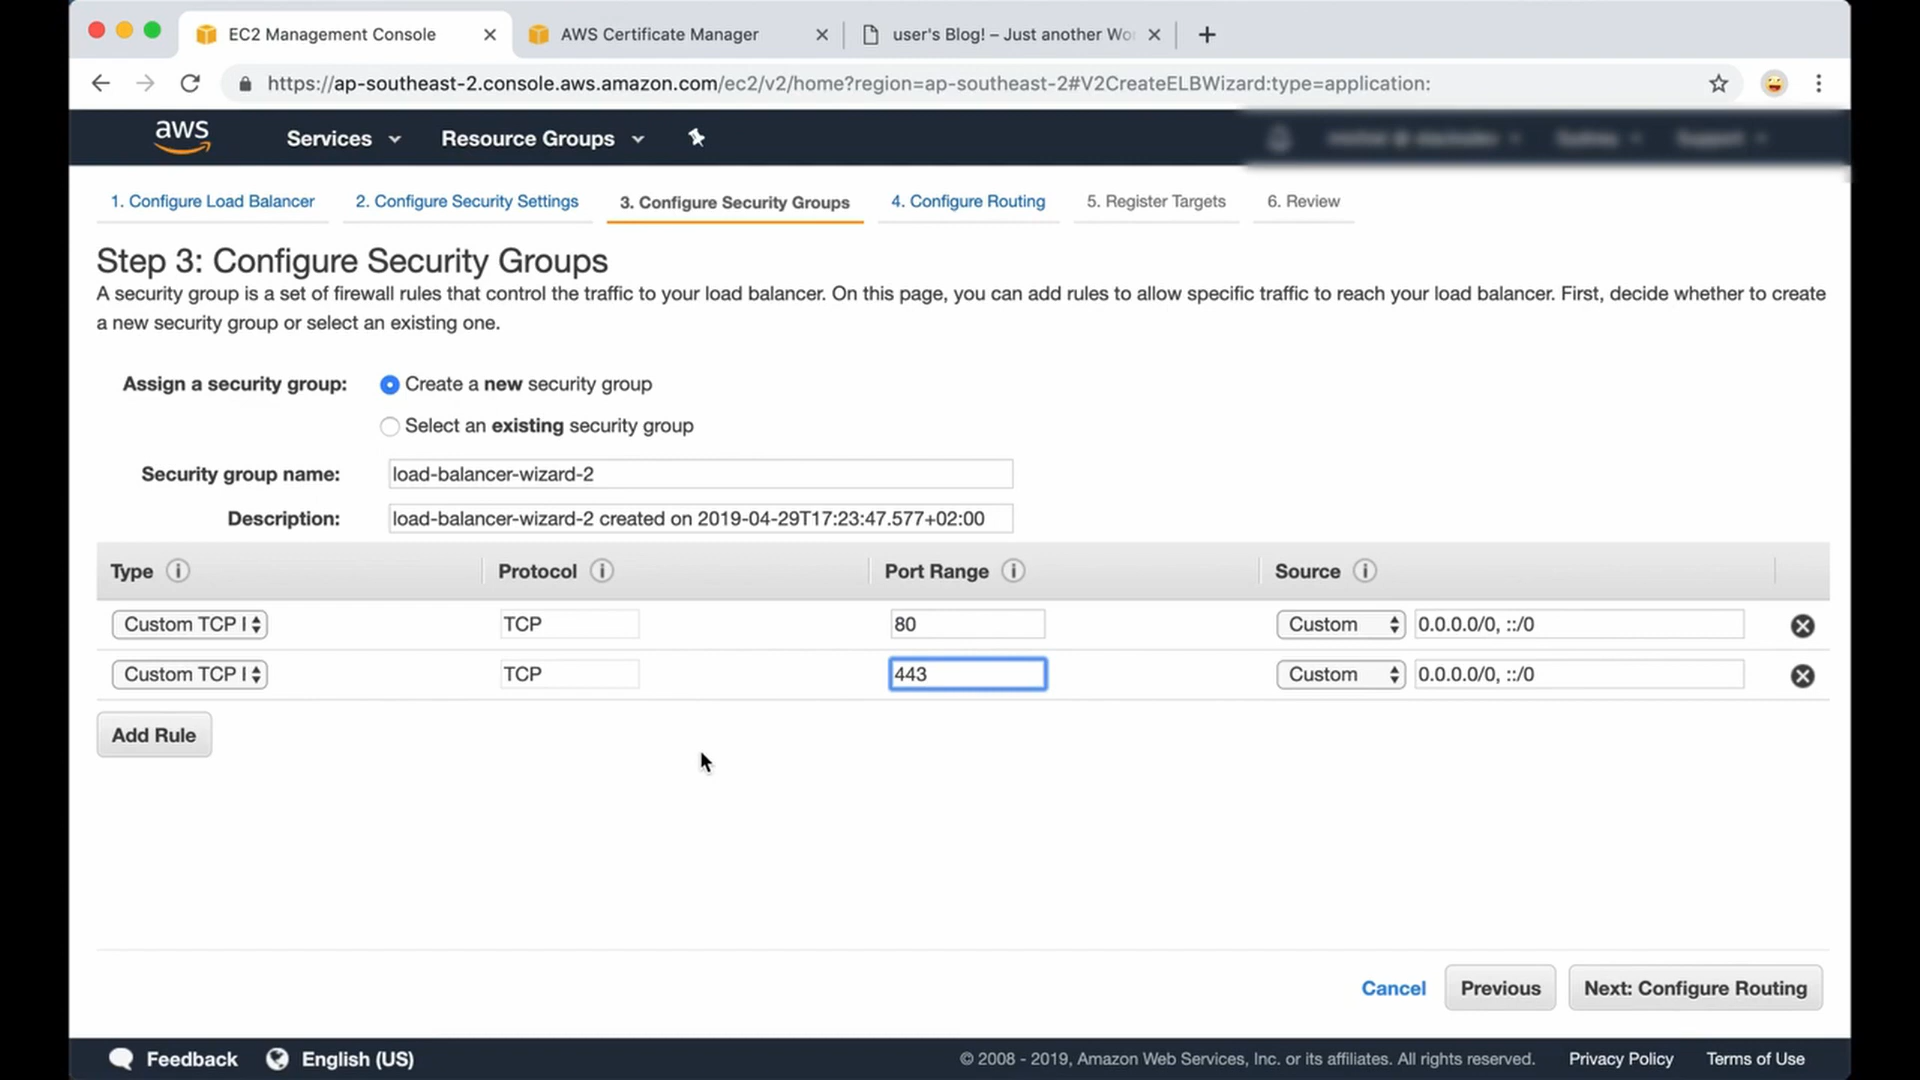 EC2 Management Console
AWS Certificate Manager
user's Blog! – Just another Wo
https://ap-southeast-2.console.aws.amazon.com/ec2/v2/home?region=ap-southeast-2#V2CreateELBWizard:type=application:
aws
Services
Resource Groups
Support
1. Configure Load Balancer
2. Configure Security Settings
3. Configure Security Groups
4. Configure Routing
5. Register Targets
6. Review
Step 3: Configure Security Groups
A security group is a set of firewall rules that control the traffic to your load balancer. On this page, you can add rules to allow specific traffic to reach your load balancer. First, decide whether to create
a new security group or select an existing one.
Assign a security group:
Create a new security group
Select an existing security group
Security group name:
load-balancer-wizard-2
Description:
load-balancer-wizard-2 created on 2019-04-29T17:23:47.577+02:00
Type
Protocol
Port Range
Source
Custom TCP
TCP
80
Custom
0.0.0.0/0, ::/0
Custom TCP
TCP
443
Custom
0.0.0.0/0, ::/0
Add Rule
Cancel
Previous
Next: Configure Routing
Feedback
English (US)
© 2008 - 2019, Amazon Web Services, Inc. or its affiliates. All rights reserved.
Privacy Policy
Terms of Use